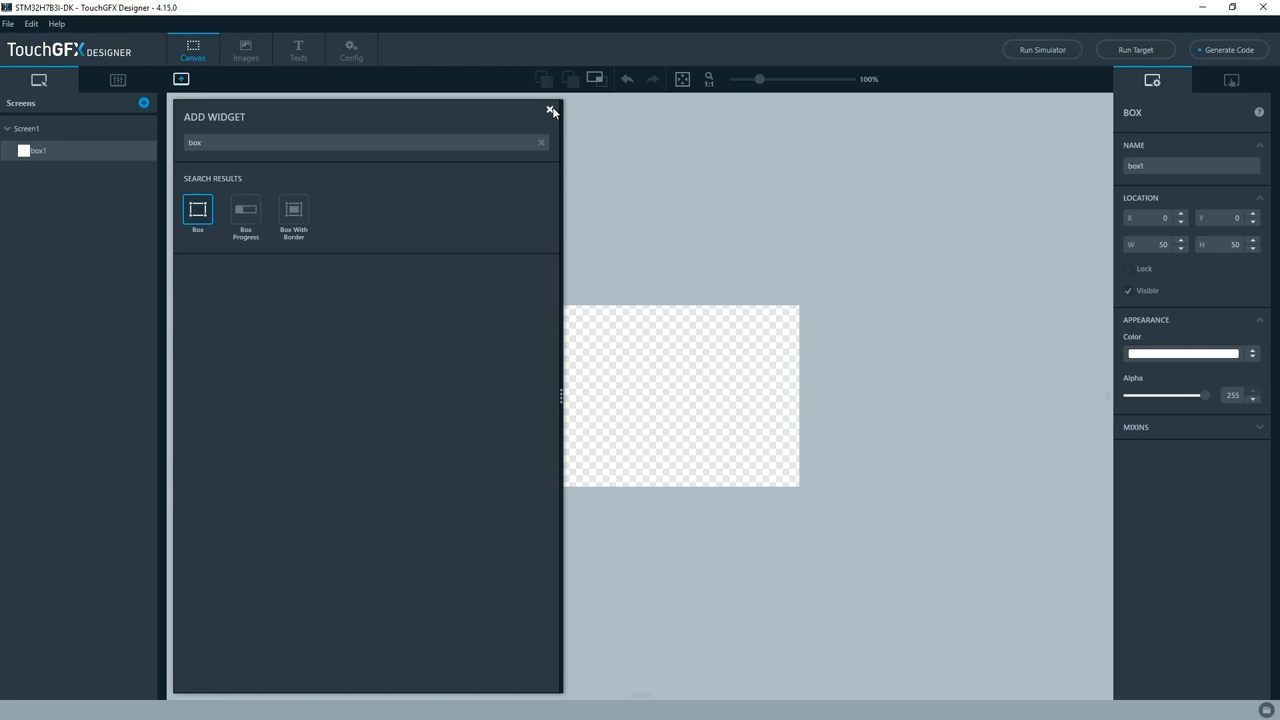 STM32H7B3I-DK - TouchGFX Designer - 4.15.0
File Edit Help
TouchGFX DESIGNER
Canvas
Images
Texts
Config
Run Simulator
Run Target
Generate Code
1:1
100%
Screens
Screen1
box1
ADD WIDGET
box
SEARCH RESULTS
Box
Box Progress
Box With Border
BOX
NAME
box1
LOCATION
X 0 Y 0
W 50 H 50
Lock
Visible
APPEARANCE
Color
Alpha
255
MIXINS